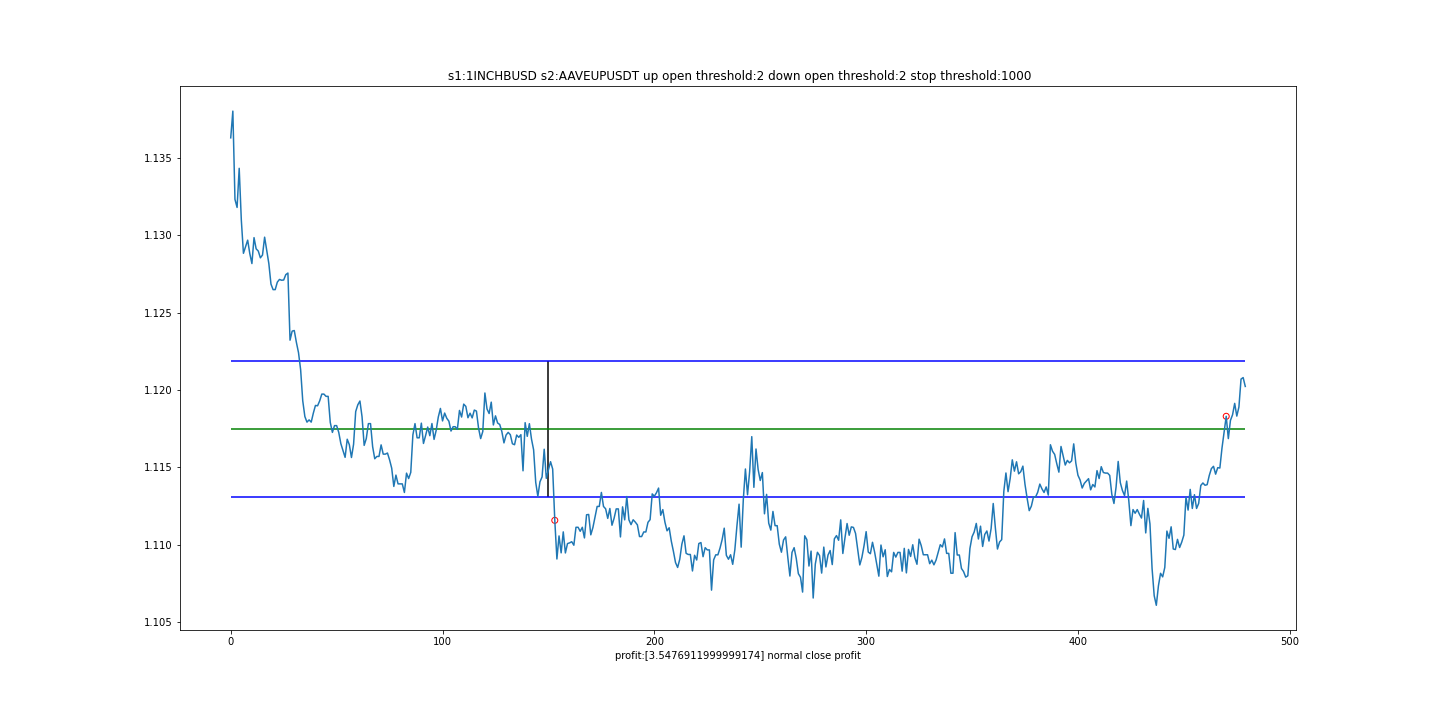 s1:1INCHBUSD s2:AAVEUPUSDT up open threshold:2 down open threshold:2 stop threshold:1000
1.135
1.130
1.125
1.120
1.115
1.110
1.105
0 100 200 300 400 500
profit:[3.5476911999999174] normal close profit